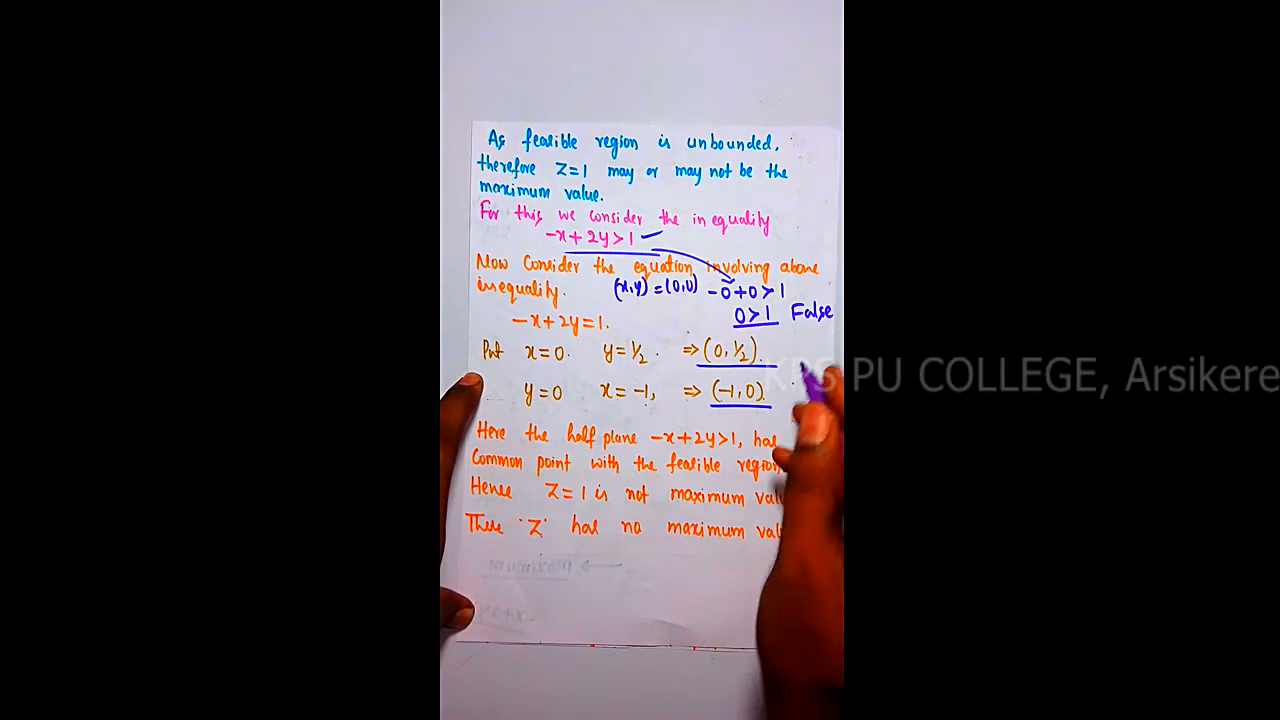 As feasible region is unbounded,
therefore Z=1 may or may not be the
maximum value.
For this, we consider the inequality
-x+2y>1
Now Consider the equation involving above
inequality.
(x,y) = (0,0) -0+0>1
0>1 False
-x+2y=1.
Put x=0. y=1/2. ⇒(0,1/2).
y=0 x=-1, ⇒ (-1,0).
KPS PU COLLEGE, Arsikere
Here the half plane -x+2y>1, has
Common point with the feasible region
Hence Z=1 is not maximum
There 'Z' has no maximum